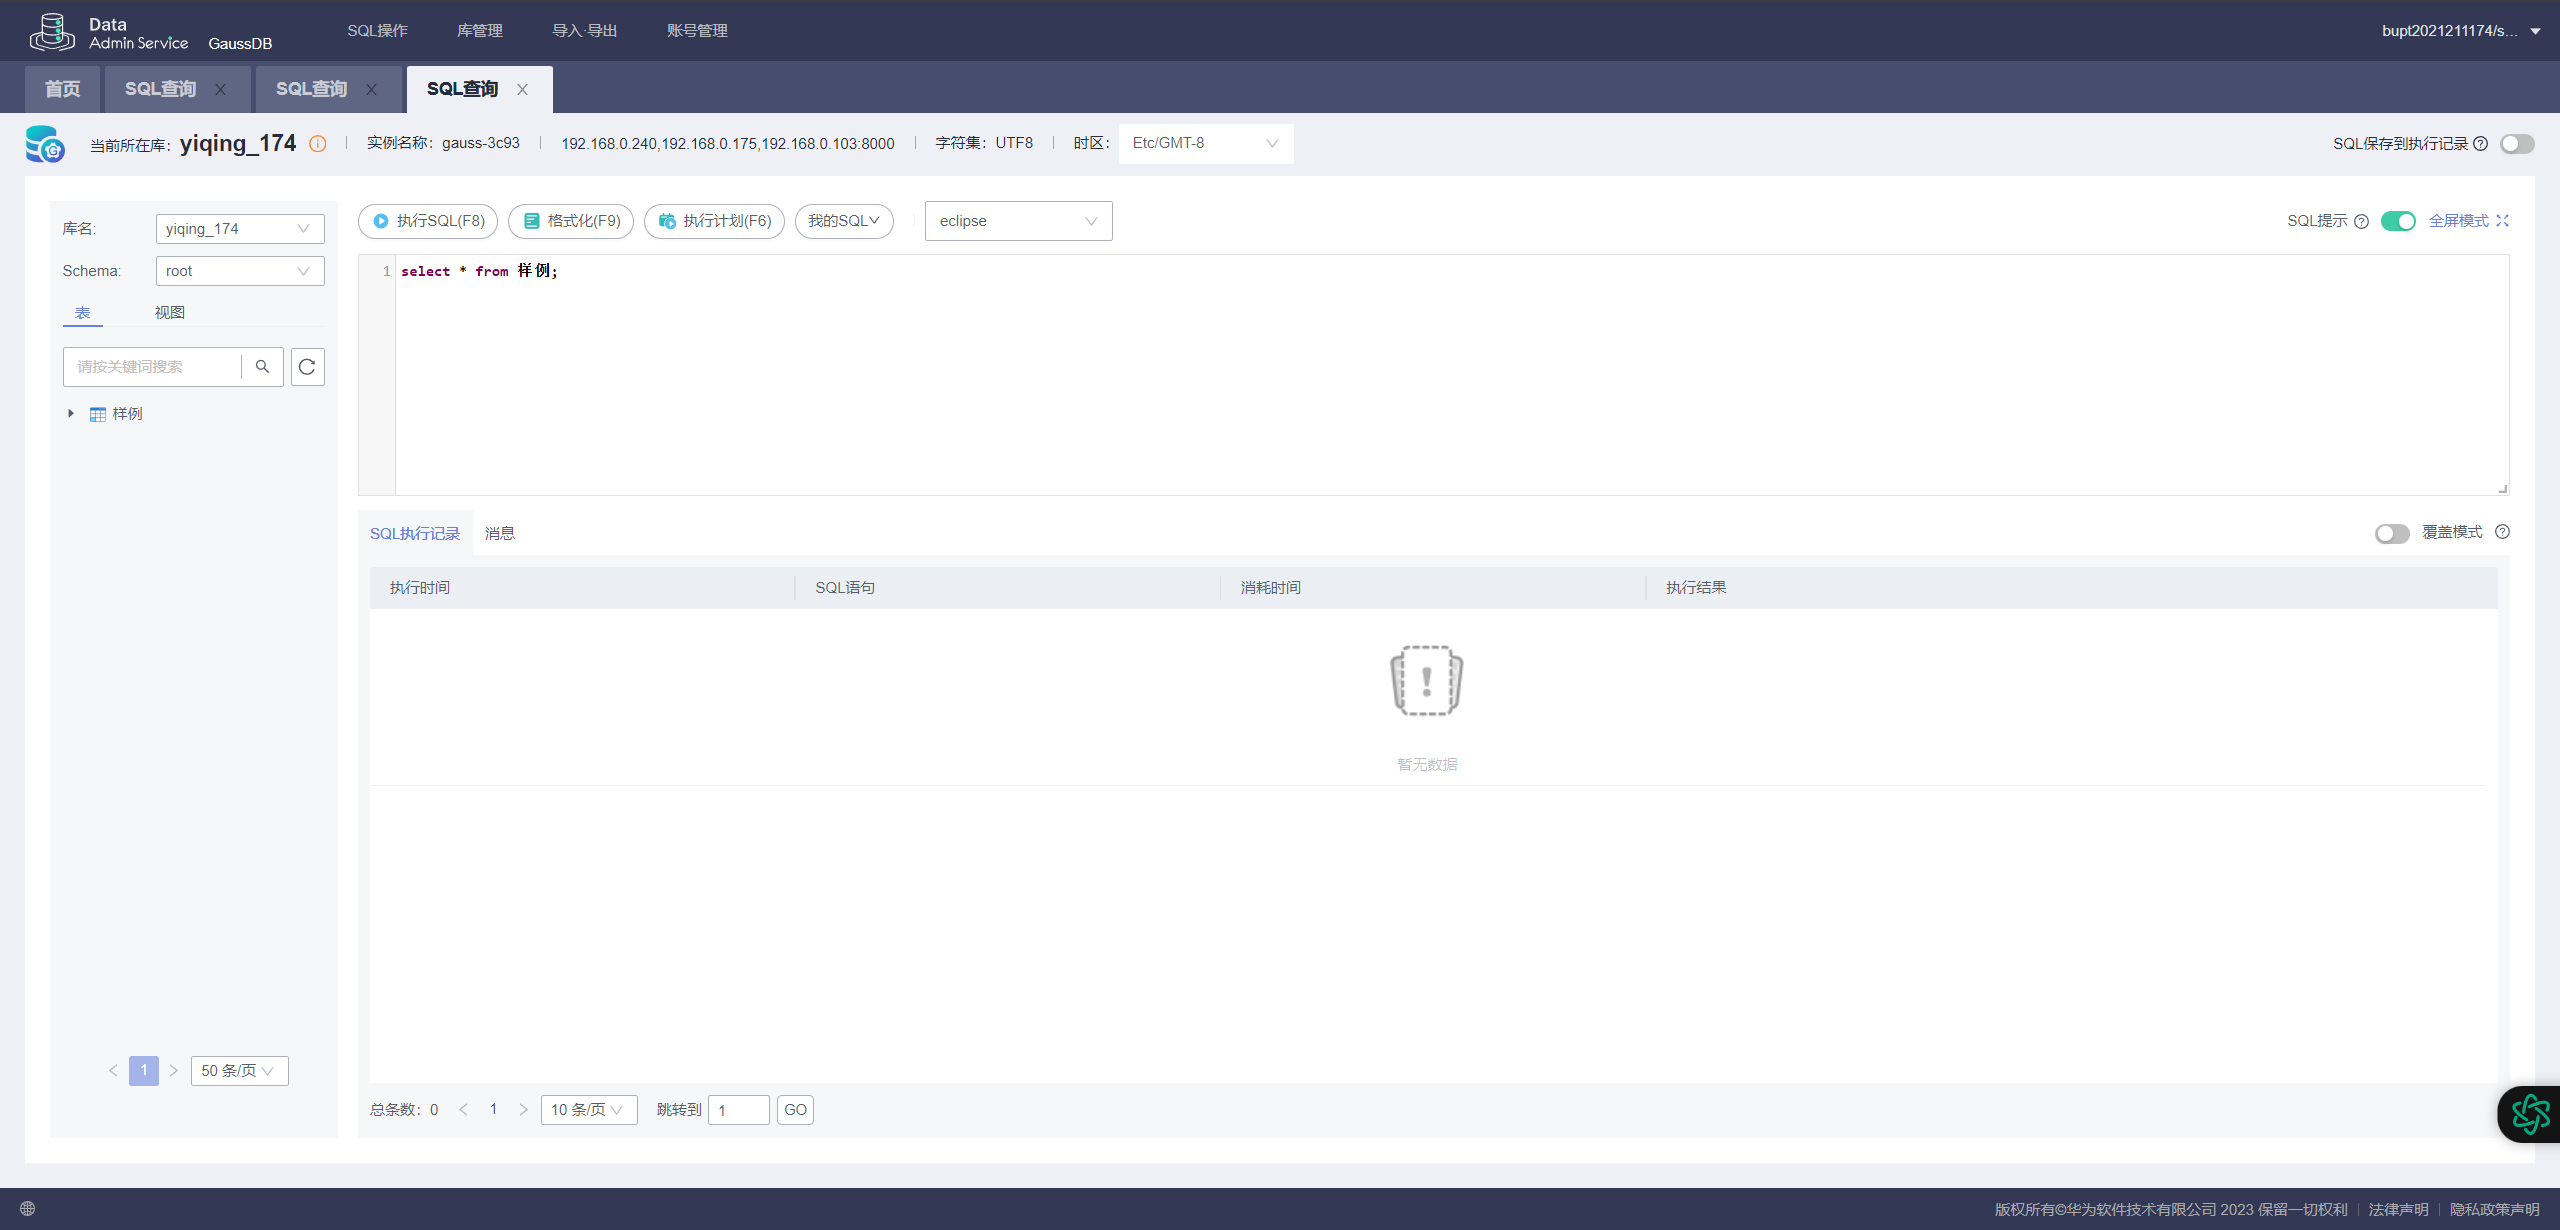 Data
Admin Service GaussDB SQL操作 库管理 导入·导出 账号管理 bupt2021211174/s...
首页 SQL查询 SQL查询 SQL查询
当前所在库: yiqing_174 实例名称: gauss-3c93 192.168.0.240,192.168.0.175,192.168.0.103:8000 字符集: UTF8 时区: Etc/GMT-8 SQL保存到执行记录
库名: yiqing_174 执行SQL(F8) 格式化(F9) 执行计划(F6) 我的SQL eclipse SQL提示 全屏模式
Schema: root 1 select * from 样例;
表 视图
请按关键词搜索
样例
SQL执行记录 消息 覆盖模式
执行时间 SQL语句 消耗时间 执行结果
暂无数据
1 50 条/页
总条数: 0 1 10 条/页 跳转到 1 GO
版权所有©华为软件技术有限公司 2023 保留一切权利 法律声明 隐私政策声明